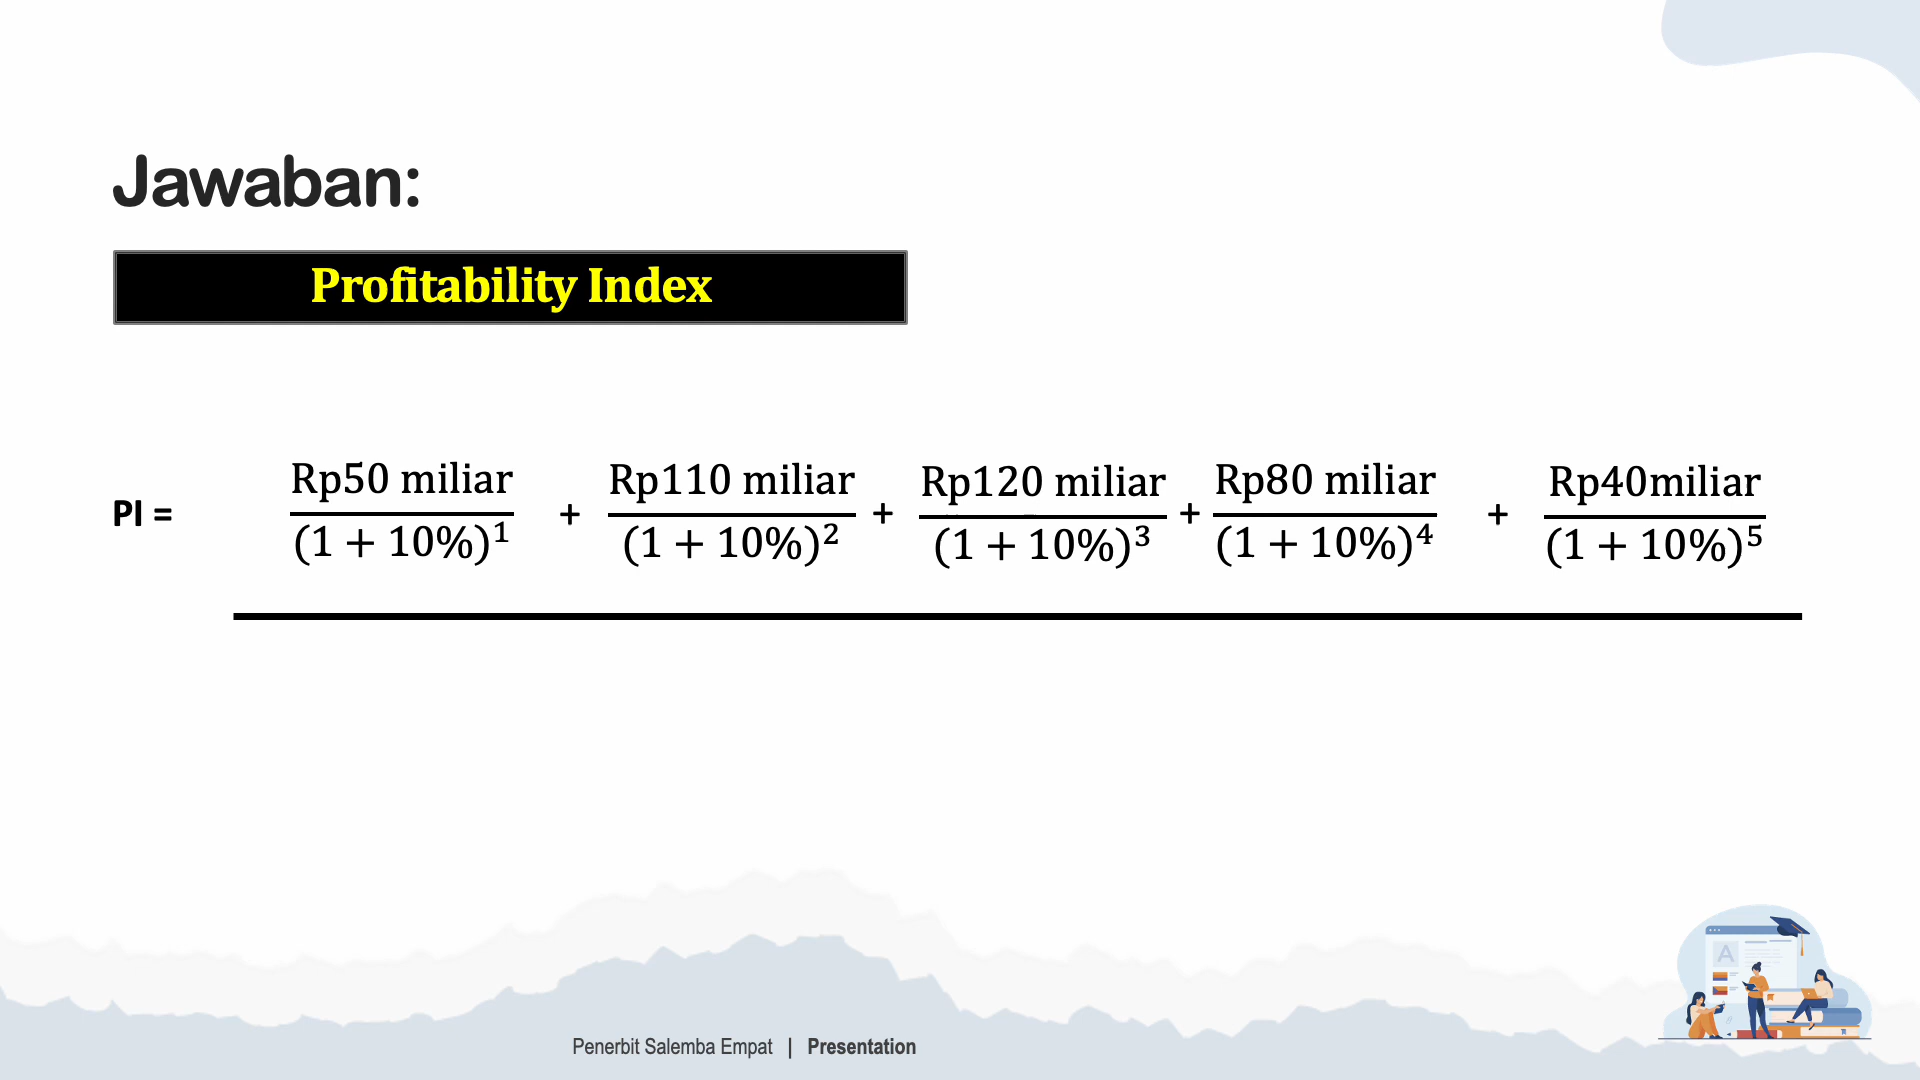 Jawaban:
Profitability Index
PI = Rp50 miliar / (1 + 10%)¹ + Rp110 miliar / (1 + 10%)² + Rp120 miliar / (1 + 10%)³ + Rp80 miliar / (1 + 10%)⁴ + Rp40miliar / (1 + 10%)⁵
A
Penerbit Salemba Empat | Presentation